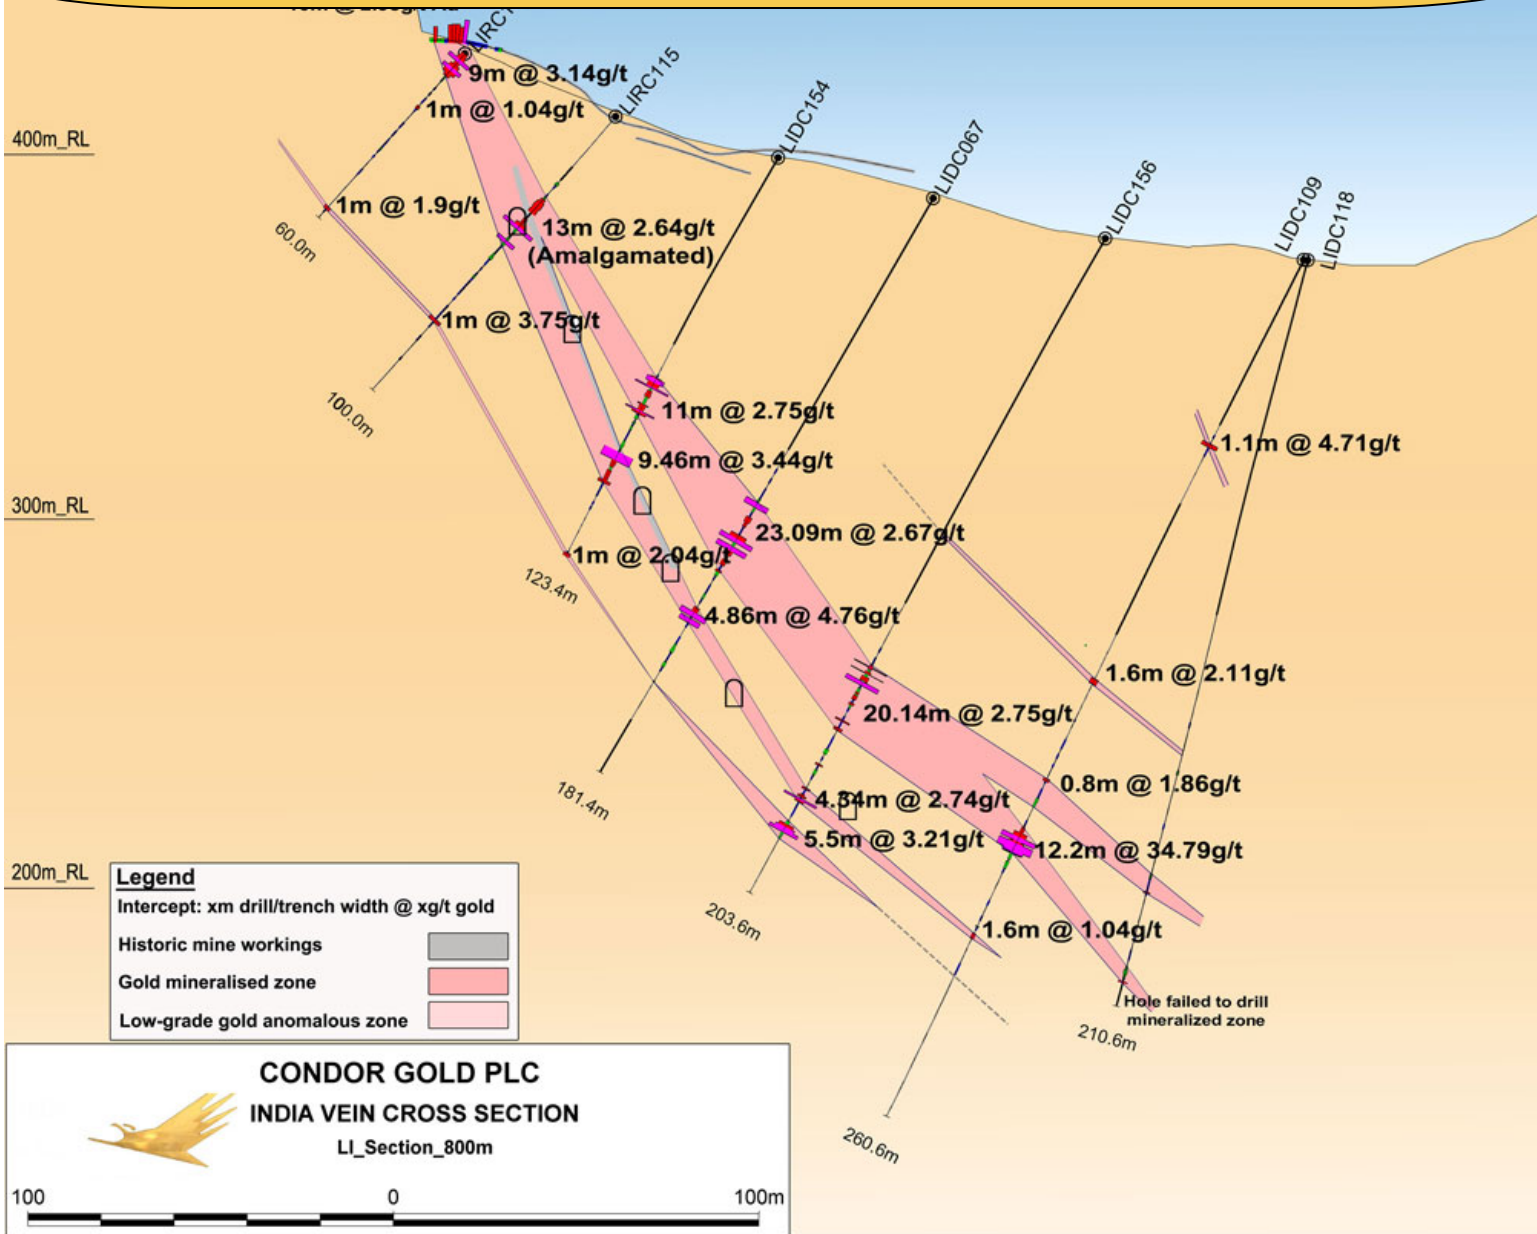 9m @ 3.14g/t
1m @ 1.04g/t
LIRC115
LIDC154
LIDC067
LIDC156
LIDC109
LIDC118
400m_RL
1m @ 1.9g/t
60.0m
13m @ 2.64g/t
(Amalgamated)
1m @ 3.75g/t
100.0m
11m @ 2.75g/t
9.46m @ 3.44g/t
1.1m @ 4.71g/t
300m_RL
23.09m @ 2.67g/t
1m @ 2.04g/t
123.4m
4.86m @ 4.76g/t
1.6m @ 2.11g/t
20.14m @ 2.75g/t
181.4m
0.8m @ 1.86g/t
4.34m @ 2.74g/t
5.5m @ 3.21g/t
12.2m @ 34.79g/t
200m_RL
203.6m
1.6m @ 1.04g/t
Hole failed to drill
mineralized zone
210.6m
260.6m
Legend
Intercept: xm drill/trench width @ xg/t gold
Historic mine workings
Gold mineralised zone
Low-grade gold anomalous zone
CONDOR GOLD PLC
INDIA VEIN CROSS SECTION
LI_Section_800m
100 0 100m